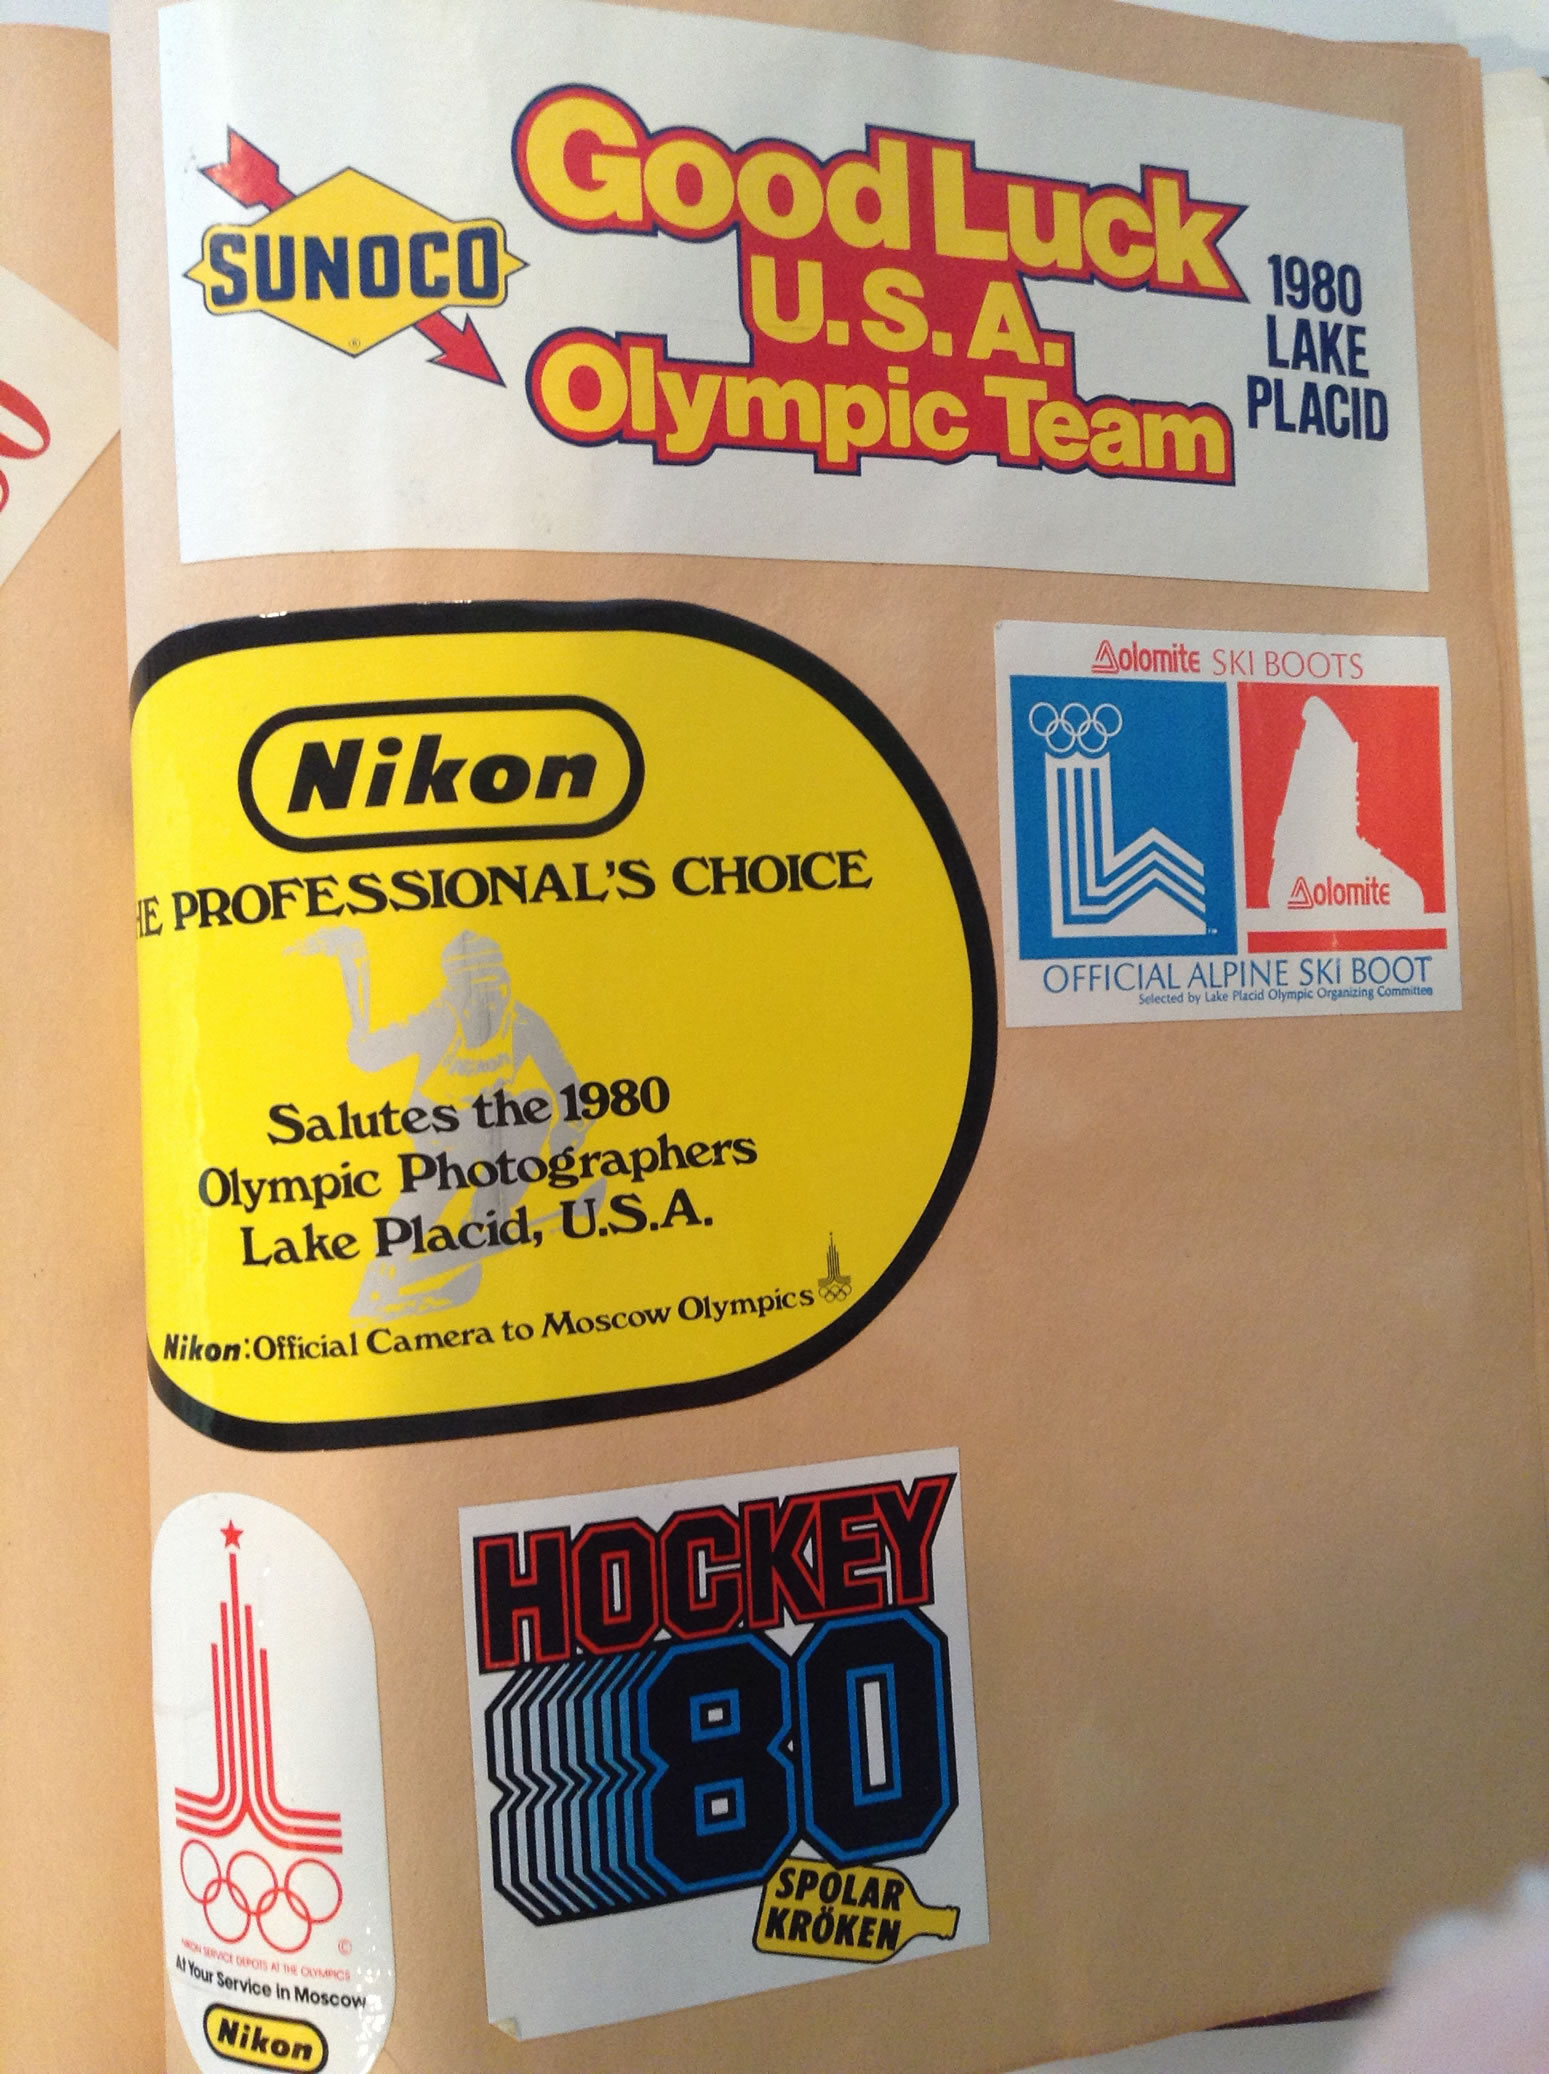 SUNOCO
®
Good Luck
U.S.A.
Olympic Team
1980
LAKE
PLACID
Nikon
HE PROFESSIONAL'S CHOICE
Salutes the 1980
Olympic Photographers
Lake Placid, U.S.A.
Nikon: Official Camera to Moscow Olympics
Dolomite SKI BOOTS
Dolomite
OFFICIAL ALPINE SKI BOOT
Selected by Lake Placid Olympic Organizing Committee
©
NIKON SERVICE DEPOTS AT THE OLYMPICS
At Your Service in Moscow
Nikon
HOCKEY
80
SPOLAR
KRÖKEN